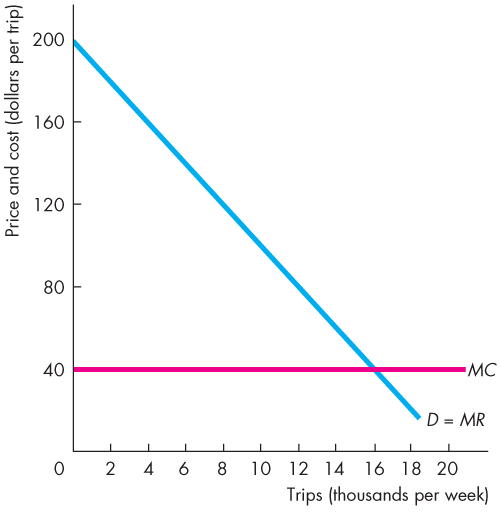 Price and cost (dollars per trip)
200
160
120
80
40
MC
D = MR
0 2 4 6 8 10 12 14 16 18 20
Trips (thousands per week)